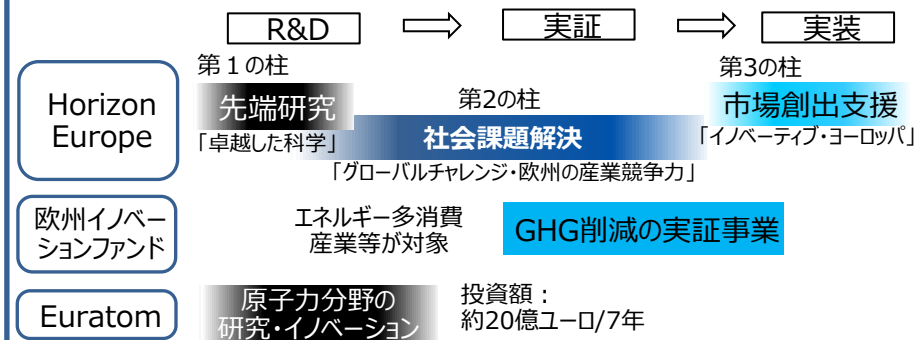 R&D
実証
実装
第１の柱
第2の柱
第3の柱
Horizon
Europe
先端研究
社会課題解決
市場創出支援
「卓越した科学」
「グローバルチャレンジ・欧州の産業競争力」
「イノベーティブ・ヨーロッパ」
欧州イノベー
ションファンド
エネルギー多消費
産業等が対象
GHG削減の実証事業
Euratom
原子力分野の
研究・イノベーション
投資額：
約20億ユーロ/7年